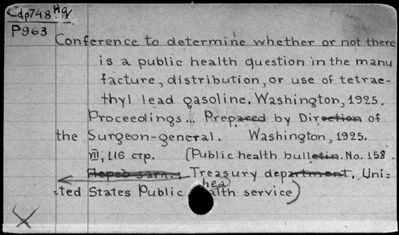 Cdp748 Hg
P963
Conference to determine whether or not there
is a public health question in the manu
facture, distribution, or use of tetrae-
thyl lead gasoline. Washington, 1925.
Proceedings... Prepared by Direction of
the Surgeon-general. Washington, 1925.
VII, 116 стр. (Public health bulletin. No. 158.
Treasury department. Uni-
ted States Public health service)